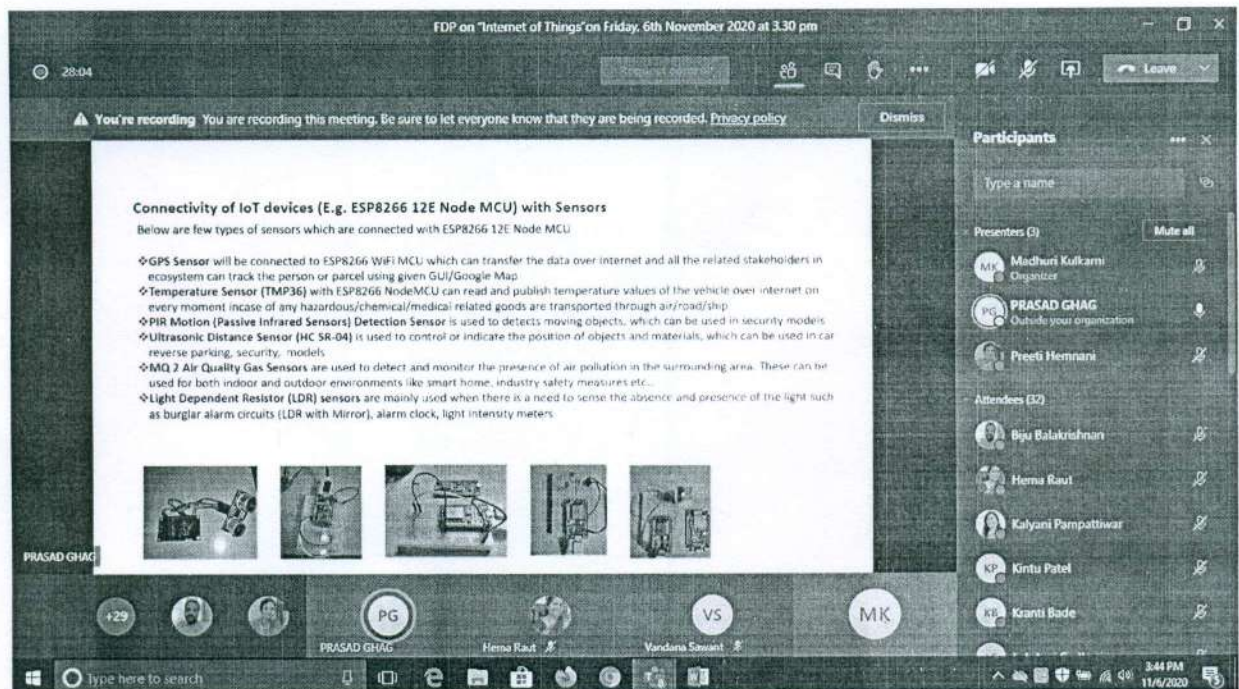 FDP on "Internet of Things"on Friday, 6th November 2020 at 3.30 pm
28:04
Request control
Leave
You're recording You are recording this meeting. Be sure to let everyone know that they are being recorded. Privacy policy
Dismiss
Participants
Type a name
Connectivity of IoT devices (E.g. ESP8266 12E Node MCU) with Sensors
Below are few types of sensors which are connected with ESP8266 12E Node MCU
❖GPS Sensor will be connected to ESP8266 WiFi MCU which can transfer the data over internet and all the related stakeholders in
ecosystem can track the person or parcel using given GUI/Google Map
❖Temperature Sensor (TMP36) with ESP8266 NodeMCU can read and publish temperature values of the vehicle over internet on
every moment incase of any hazardous/chemical/medical related goods are transported through air/road/ship
❖PIR Motion (Passive Infrared Sensors) Detection Sensor is used to detects moving objects, which can be used in security models
❖Ultrasonic Distance Sensor (HC SR-04) is used to control or indicate the position of objects and materials, which can be used in car
reverse parking, security, models
❖MQ 2 Air Quality Gas Sensors are used to detect and monitor the presence of air pollution in the surrounding area. These can be
used for both indoor and outdoor environments like smart home, industry safety measures etc..
❖Light Dependent Resistor (LDR) sensors are mainly used when there is a need to sense the absence and presence of the light such
as burglar alarm circuits (LDR with Mirror), alarm clock, light intensity meters
Presenters (3)
Mute all
MK
Madhuri Kulkarni
Organizer
PG
PRASAD GHAG
Outside your organization
Preeti Hemnani
Attendees (32)
Biju Balakrishnan
Hema Raut
Kalyani Pampattiwar
KP
Kintu Patel
KB
Kranti Bade
PRASAD GHAG
+29
PG
VS
MK
PRASAD GHAG
Hema Raut
Vandana Sawant
Type here to search
3:44 PM
11/6/2020